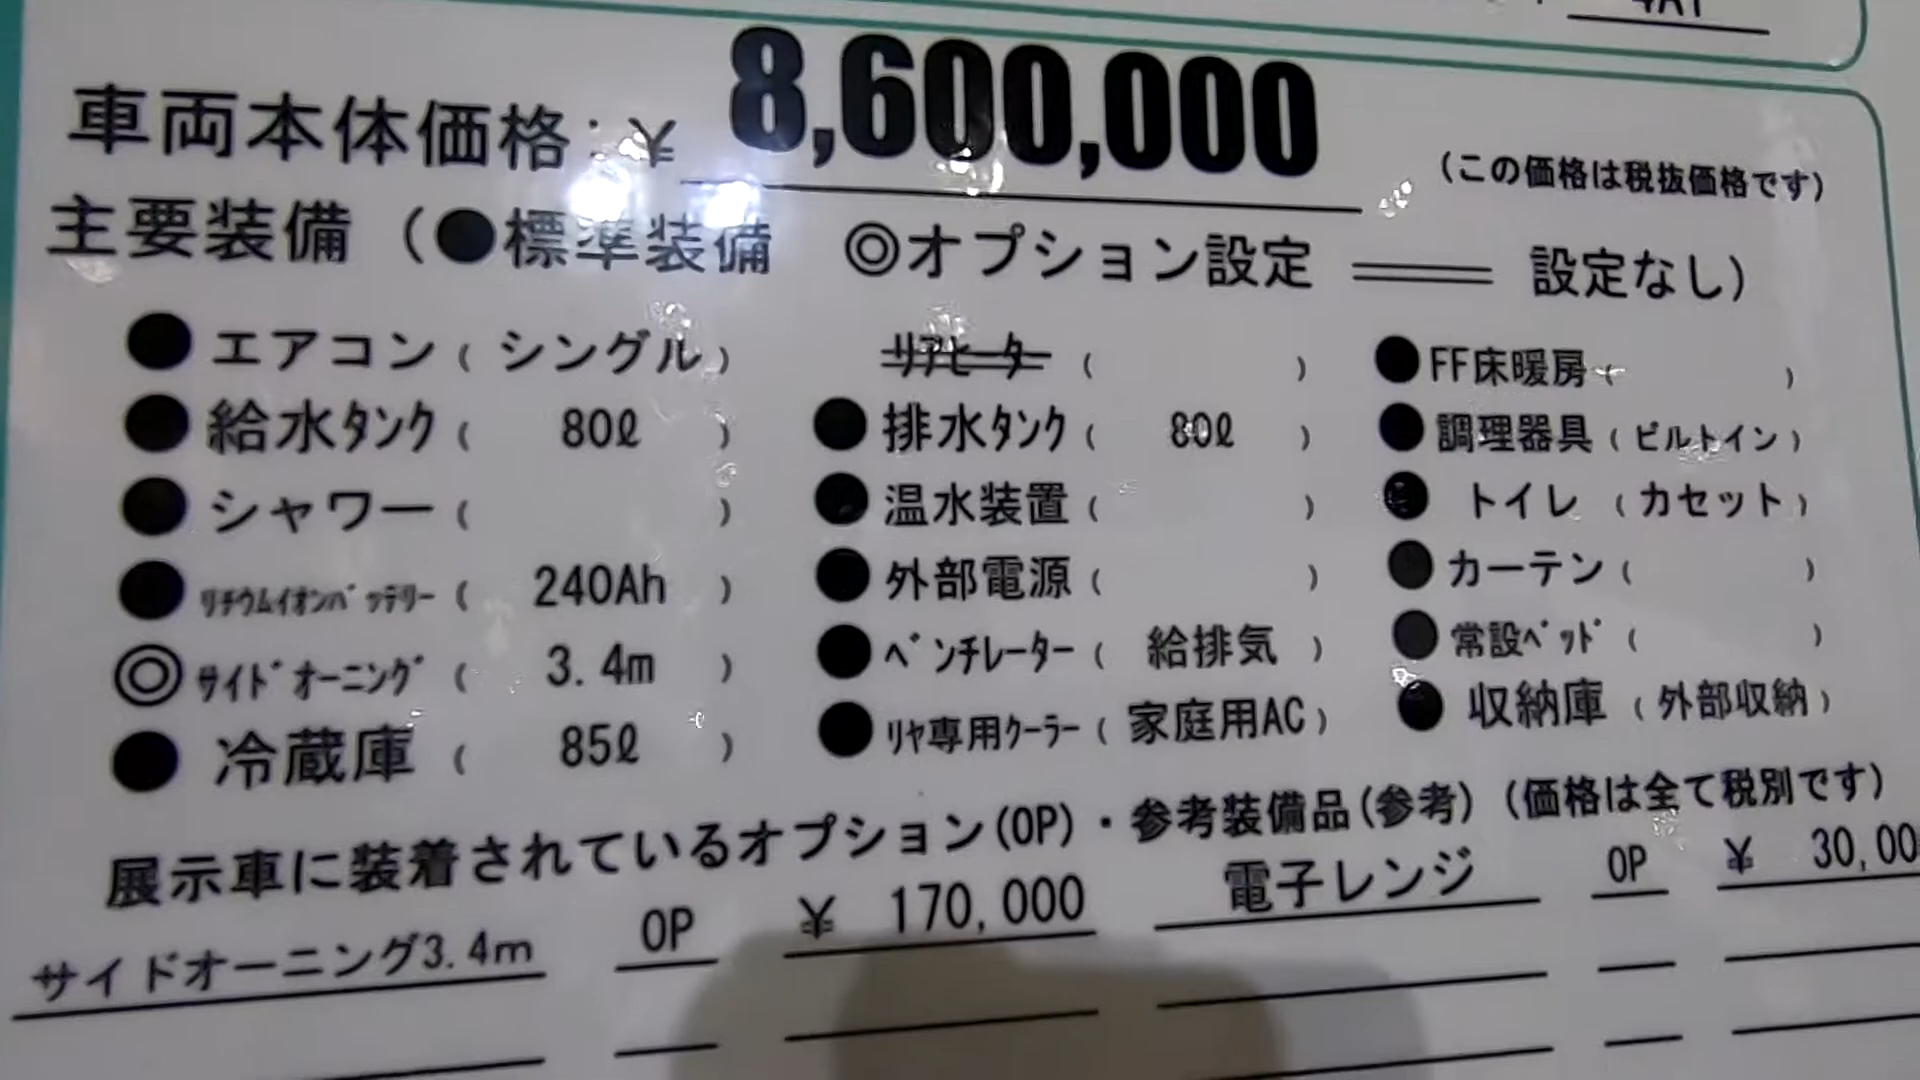 4AT
車両本体価格:¥ 8,600,000 (この価格は税抜価格です)
主要装備 (●標準装備 ◎オプション設定 ═══ 設定なし)
●エアコン( シングル ) リアヒーター ( ) ●FF床暖房( )
●給水タンク( 80ℓ ) ●排水タンク( 80ℓ ) ●調理器具(ビルトイン)
●シャワー( ) ●温水装置( ) ●トイレ (カセット)
●リチウムイオンバッテリー( 240Ah ) ●外部電源( ) ●カーテン( )
◎サイドオーニング( 3.4m ) ●ベンチレーター( 給排気 ) ●常設ベッド( )
●冷蔵庫( 85ℓ ) ●リヤ専用クーラー(家庭用AC) ●収納庫(外部収納)
展示車に装着されているオプション(OP)・参考装備品(参考)(価格は全て税別です)
サイドオーニング3.4m OP ¥ 170,000 電子レンジ OP ¥ 30,00